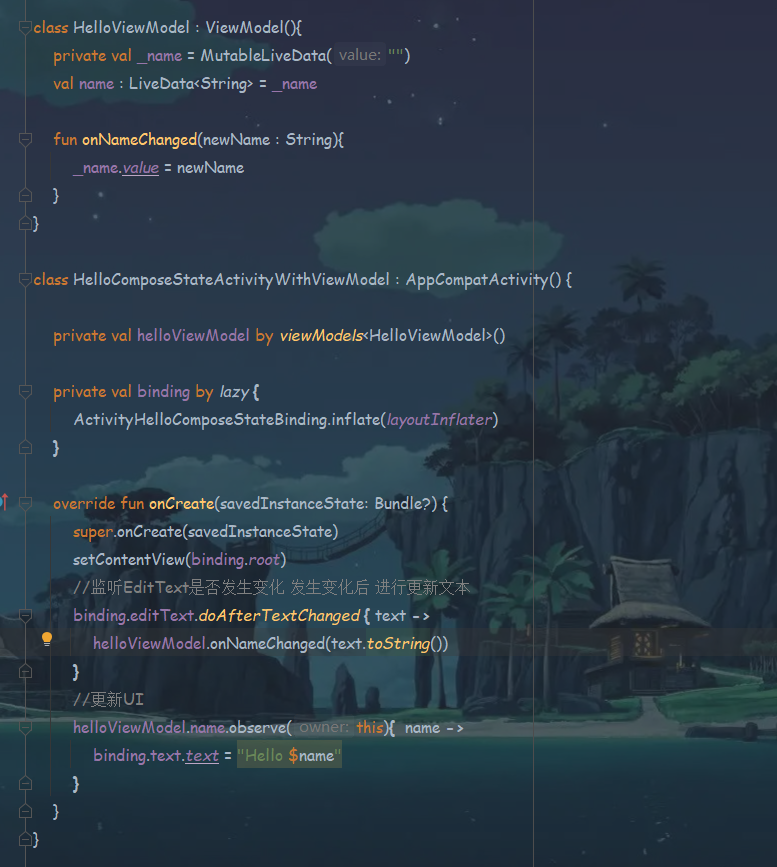 class HelloViewModel : ViewModel(){
private val _name = MutableLiveData( value: "")
val name : LiveData<String> = _name
fun onNameChanged(newName : String){
_name.value = newName
}
}
class HelloComposeStateActivityWithViewModel : AppCompatActivity() {
private val helloViewModel by viewModels<HelloViewModel>()
private val binding by lazy {
ActivityHelloComposeStateBinding.inflate(layoutInflater)
}
override fun onCreate(savedInstanceState: Bundle?) {
super.onCreate(savedInstanceState)
setContentView(binding.root)
//监听EditText是否发生变化 发生变化后 进行更新文本
binding.editText.doAfterTextChanged { text ->
helloViewModel.onNameChanged(text.toString())
}
//更新UI
helloViewModel.name.observe( owner: this){ name ->
binding.text.text = "Hello $name"
}
}
}